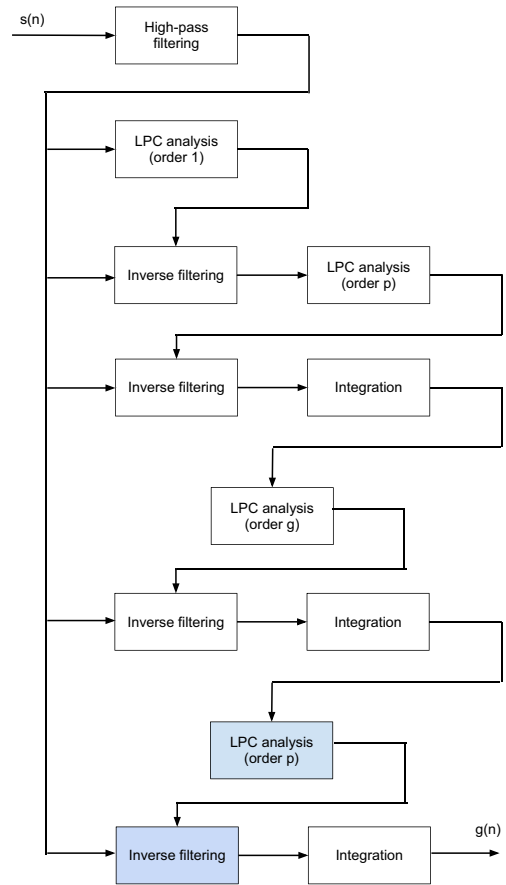 s(n)
High-pass
filtering
LPC analysis
(order 1)
Inverse filtering
LPC analysis
(order p)
Inverse filtering
Integration
LPC analysis
(order g)
Inverse filtering
Integration
LPC analysis
(order p)
Inverse filtering
Integration
g(n)